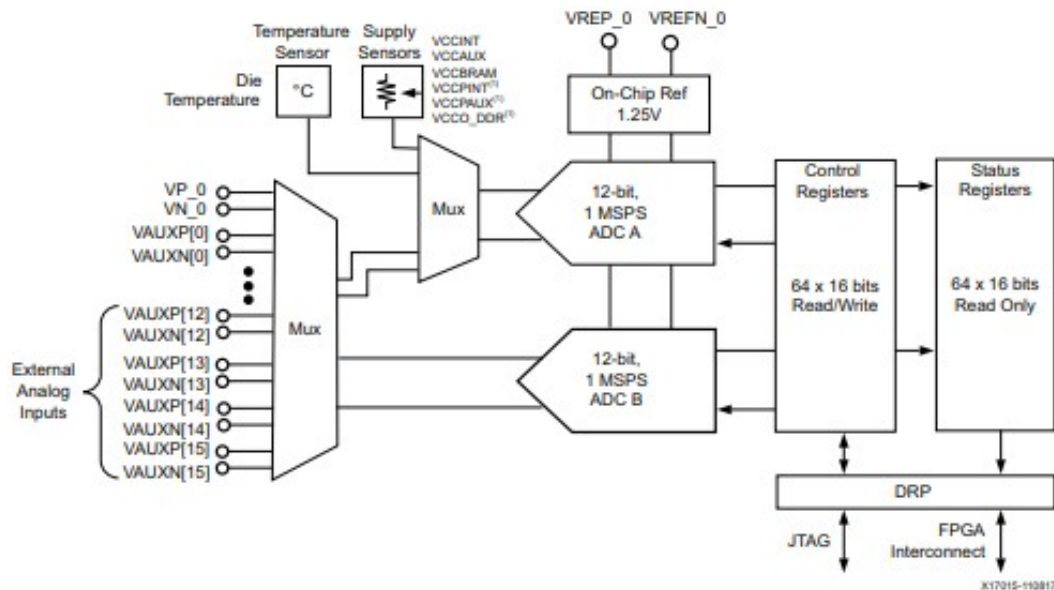 VREP_0 VREFN_0
Temperature
Sensor
Supply
Sensors
VCCINT
VCCAUX
VCCBRAM
VCCPINT(1)
VCCPAUX(1)
VCCO_DDR(1)
Die
Temperature
°C
On-Chip Ref
1.25V
VP_0
VN_0
VAUXP[0]
VAUXN[0]
VAUXP[12]
VAUXN[12]
VAUXP[13]
VAUXN[13]
VAUXP[14]
VAUXN[14]
VAUXP[15]
VAUXN[15]
External
Analog
Inputs
Mux
Mux
12-bit,
1 MSPS
ADC A
12-bit,
1 MSPS
ADC B
Control
Registers
64 x 16 bits
Read/Write
Status
Registers
64 x 16 bits
Read Only
DRP
JTAG
FPGA
Interconnect
X17015-110817